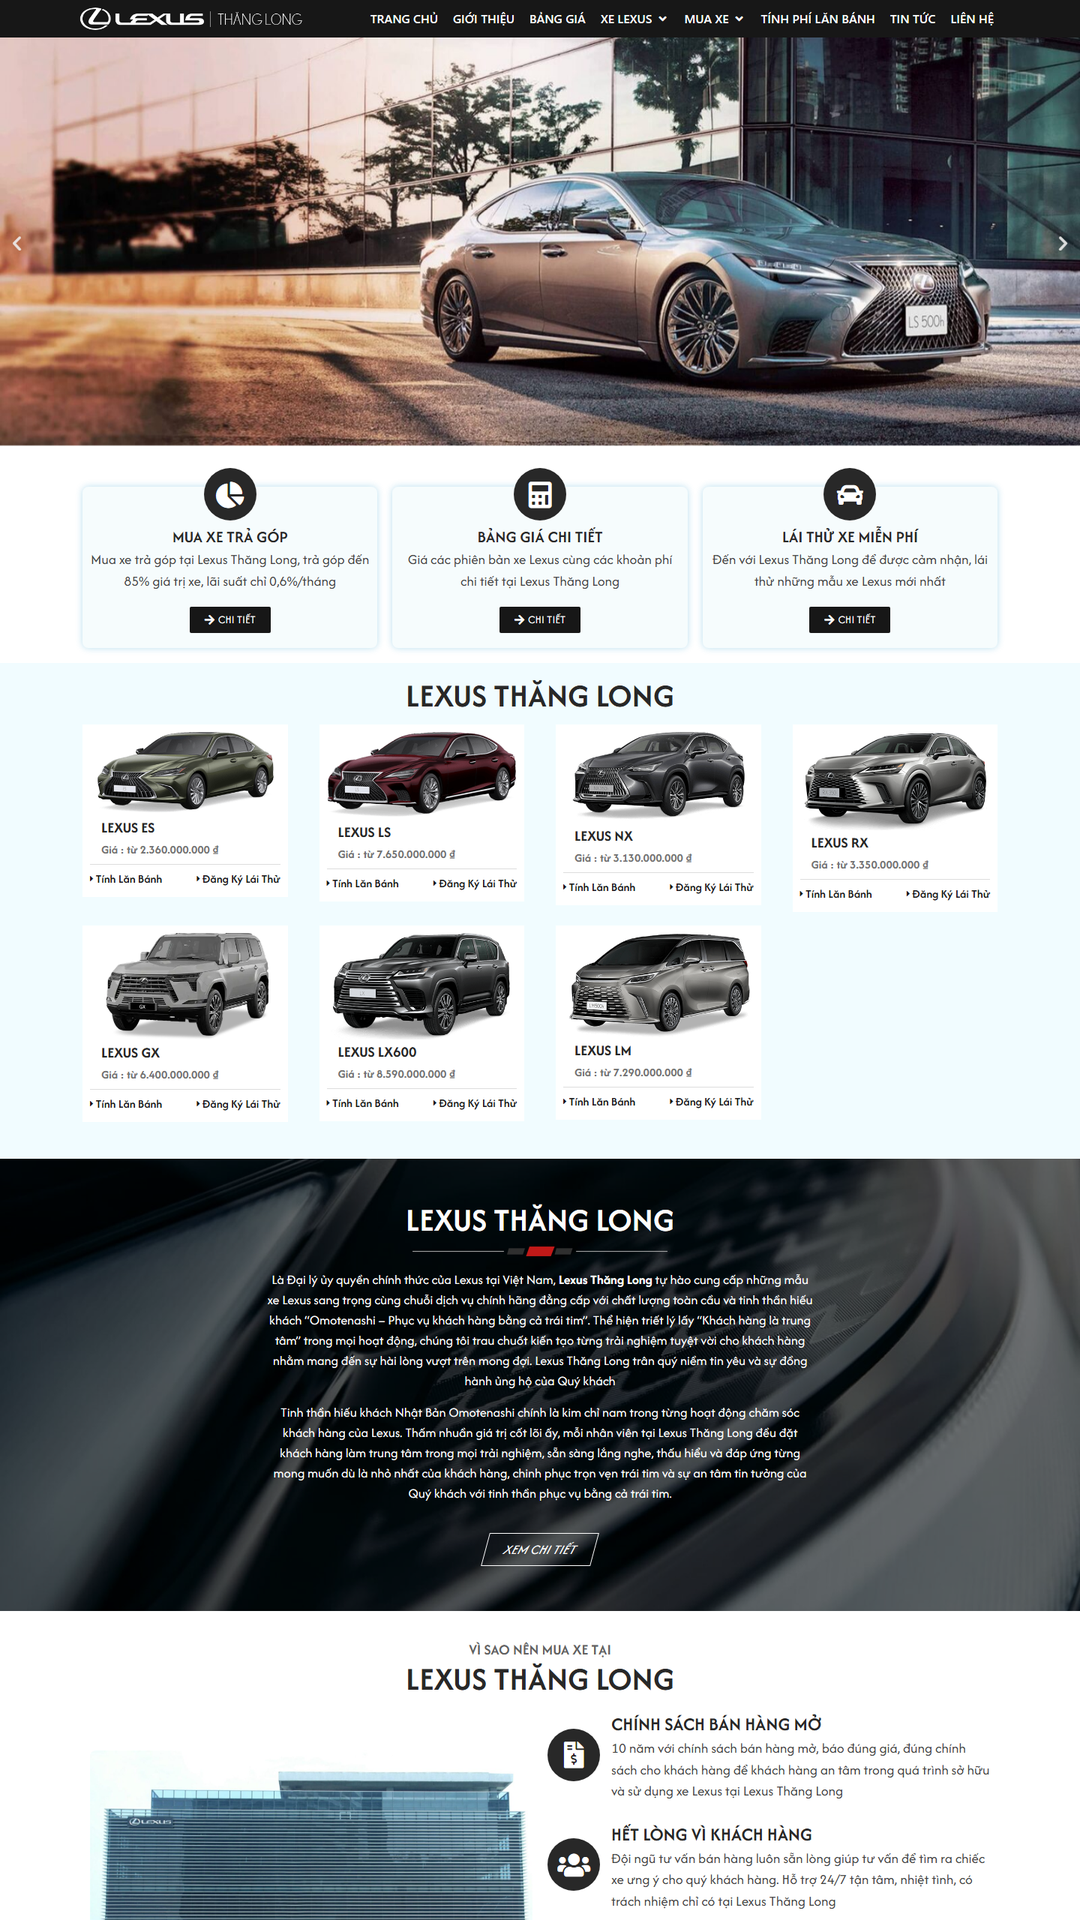 LEXUS THĂNG LONG
TRANG CHỦ GIỚI THIỆU BẢNG GIÁ XE LEXUS MUA XE TÍNH PHÍ LĂN BÁNH TIN TỨC LIÊN HỆ
LS 500h
MUA XE TRẢ GÓP
Mua xe trả góp tại Lexus Thăng Long, trả góp đến
85% giá trị xe, lãi suất chỉ 0,6%/tháng
CHI TIẾT
BẢNG GIÁ CHI TIẾT
Giá các phiên bản xe Lexus cùng các khoản phí
chi tiết tại Lexus Thăng Long
CHI TIẾT
LÁI THỬ XE MIỄN PHÍ
Đến với Lexus Thăng Long để được cảm nhận, lái
thử những mẫu xe Lexus mới nhất
CHI TIẾT
LEXUS THĂNG LONG
LEXUS ES
Giá : từ 2.360.000.000 ₫
Tính Lăn Bánh Đăng Ký Lái Thử
LEXUS LS
Giá : từ 7.650.000.000 ₫
Tính Lăn Bánh Đăng Ký Lái Thử
LEXUS NX
Giá : từ 3.130.000.000 ₫
Tính Lăn Bánh Đăng Ký Lái Thử
LEXUS RX
Giá : từ 3.350.000.000 ₫
Tính Lăn Bánh Đăng Ký Lái Thử
LEXUS GX
Giá : từ 6.400.000.000 ₫
Tính Lăn Bánh Đăng Ký Lái Thử
LEXUS LX600
Giá : từ 8.590.000.000 ₫
Tính Lăn Bánh Đăng Ký Lái Thử
LEXUS LM
Giá : từ 7.290.000.000 ₫
Tính Lăn Bánh Đăng Ký Lái Thử
LEXUS THĂNG LONG
Là Đại lý ủy quyền chính thức của Lexus tại Việt Nam, Lexus Thăng Long tự hào cung cấp những mẫu
xe Lexus sang trọng cùng chuỗi dịch vụ chính hãng đẳng cấp với chất lượng toàn cầu và tinh thần hiếu
khách “Omotenashi – Phục vụ khách hàng bằng cả trái tim”. Thể hiện triết lý lấy “Khách hàng là trung
tâm” trong mọi hoạt động, chúng tôi trau chuốt kiến tạo từng trải nghiệm tuyệt vời cho khách hàng
nhằm mang đến sự hài lòng vượt trên mong đợi. Lexus Thăng Long trân quý niềm tin yêu và sự đồng
hành ủng hộ của Quý khách
Tinh thần hiếu khách Nhật Bản Omotenashi chính là kim chỉ nam trong từng hoạt động chăm sóc
khách hàng của Lexus. Thấm nhuần giá trị cốt lõi ấy, mỗi nhân viên tại Lexus Thăng Long đều đặt
khách hàng làm trung tâm trong mọi trải nghiệm, sẵn sàng lắng nghe, thấu hiểu và đáp ứng từng
mong muốn dù là nhỏ nhất của khách hàng, chinh phục trọn vẹn trái tim và sự an tâm tin tưởng của
Quý khách với tinh thần phục vụ bằng cả trái tim.
XEM CHI TIẾT
VÌ SAO NÊN MUA XE TẠI
LEXUS THĂNG LONG
LEXUS
CHÍNH SÁCH BÁN HÀNG MỞ
10 năm với chính sách bán hàng mở, báo đúng giá, đúng chính
sách cho khách hàng để khách hàng an tâm trong quá trình sở hữu
và sử dụng xe Lexus tại Lexus Thăng Long
HẾT LÒNG VÌ KHÁCH HÀNG
Đội ngũ tư vấn bán hàng luôn sẵn lòng giúp tư vấn để tìm ra chiếc
xe ưng ý cho quý khách hàng. Hỗ trợ 24/7 tận tâm, nhiệt tình, có
trách nhiệm chỉ có tại Lexus Thăng Long